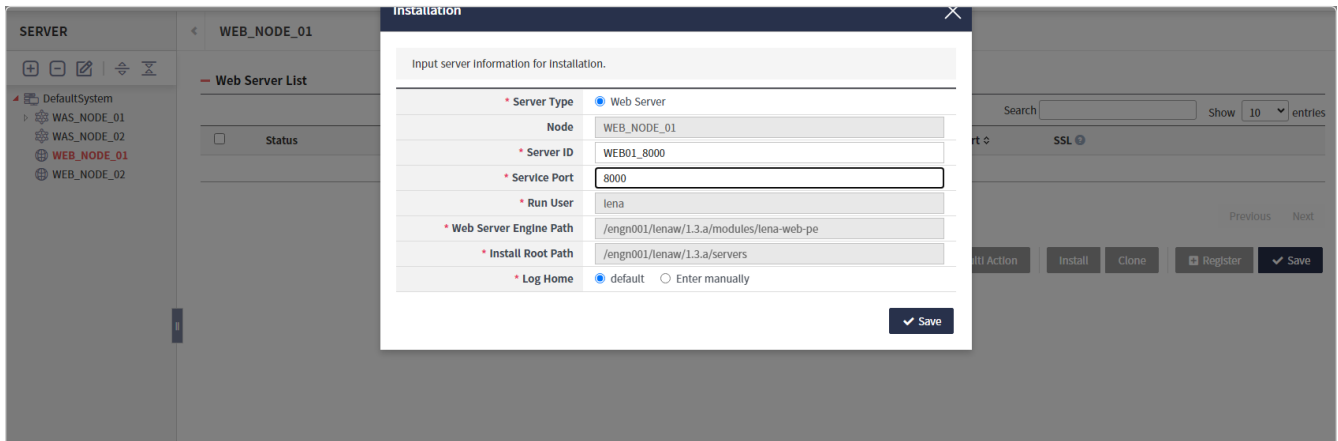 Installation
SERVER
WEB_NODE_01
Input server information for installation.
Web Server List
DefaultSystem
WAS_NODE_01
WAS_NODE_02
WEB_NODE_01
WEB_NODE_02
Search
Show 10 entries
Status
SSL
* Server Type Web Server
Node WEB_NODE_01
* Server ID WEB01_8000
* Service Port 8000
* Run User lena
* Web Server Engine Path /engn001/lenaw/1.3.a/modules/lena-web-pe
* Install Root Path /engn001/lenaw/1.3.a/servers
* Log Home default Enter manually
Save
Previous Next
Action Install Clone Register Save